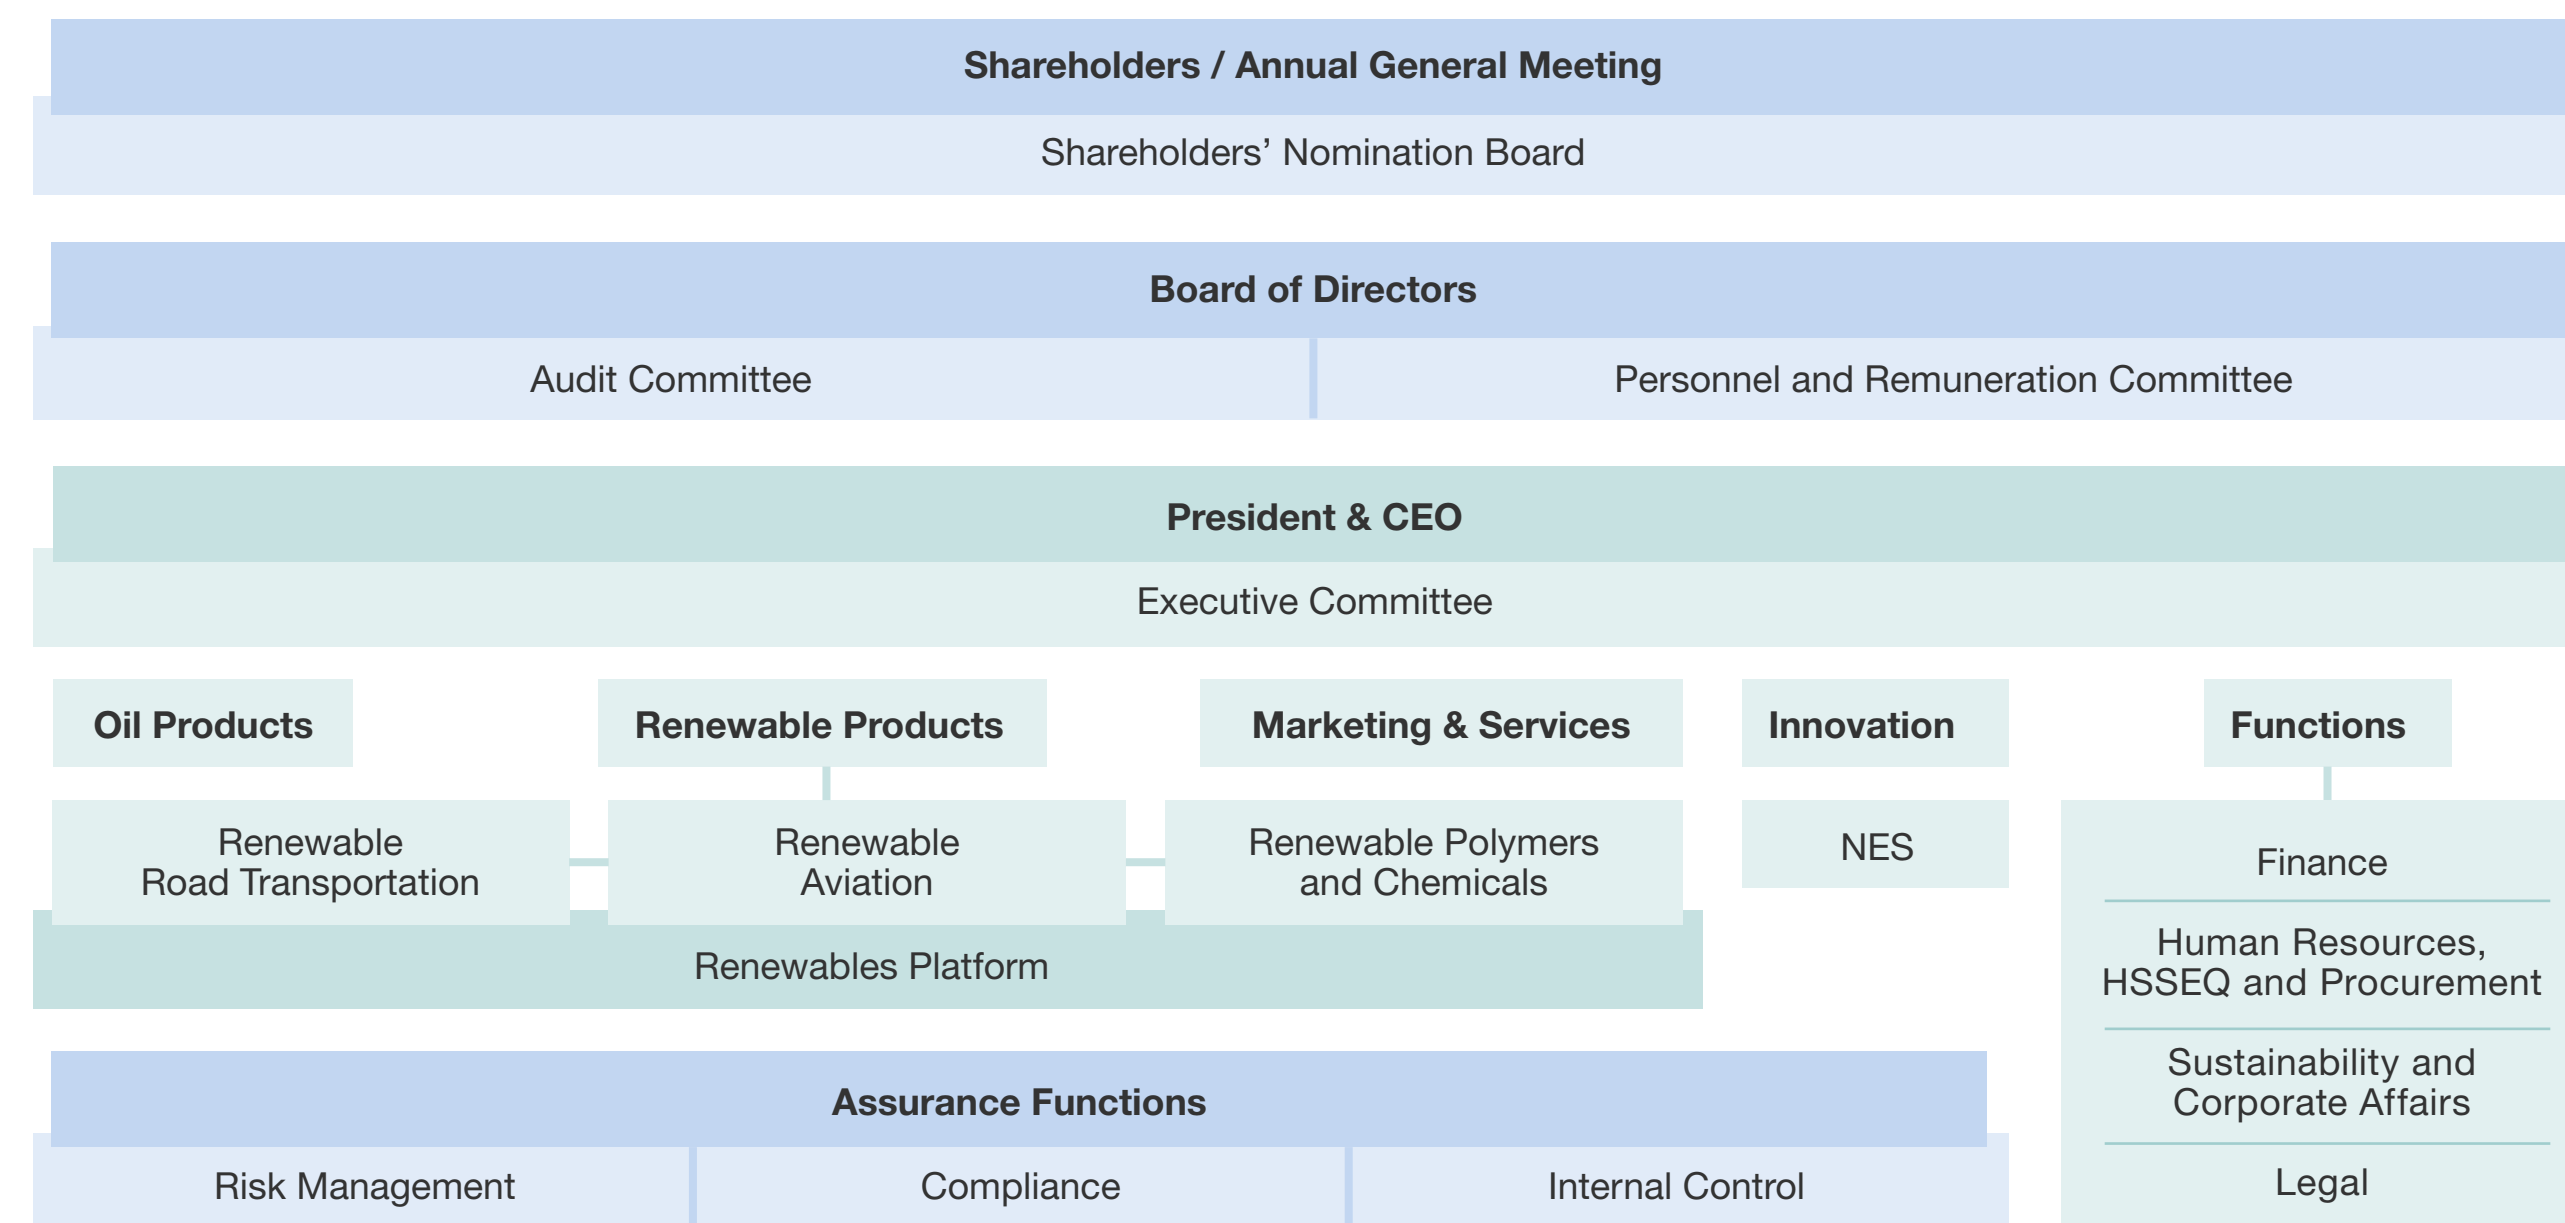 Shareholders / Annual General Meeting
Shareholders’ Nomination Board
Board of Directors
Audit Committee
Personnel and Remuneration Committee
President & CEO
Executive Committee
Oil Products
Renewable Products
Marketing & Services
Innovation
Functions
Renewable
Road Transportation
Renewable
Aviation
Renewable Polymers
and Chemicals
NES
Renewables Platform
Finance
Human Resources,
HSSEQ and Procurement
Sustainability and
Corporate Affairs
Legal
Assurance Functions
Risk Management
Compliance
Internal Control